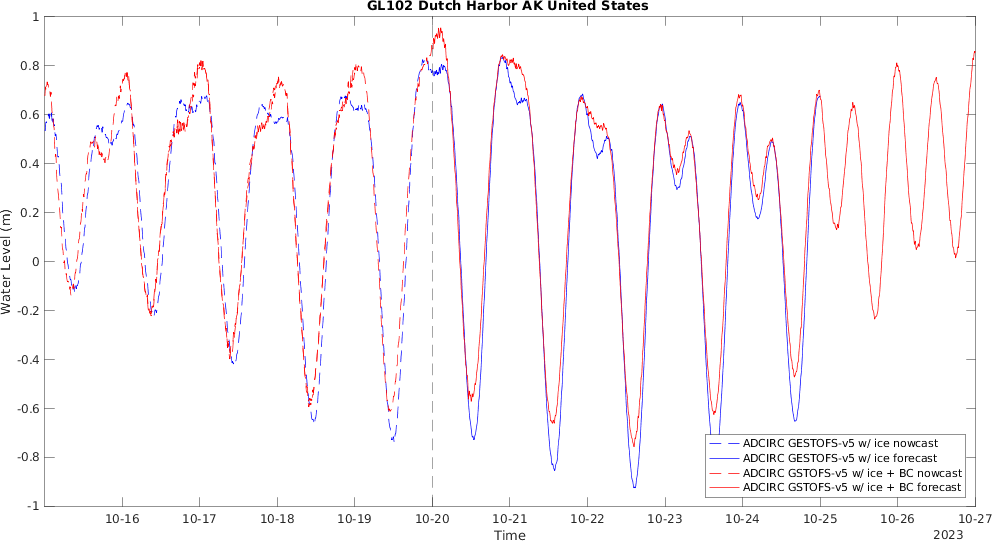 GL102 Dutch Harbor AK United States
1
0.8
0.6
0.4
0.2
0
-0.2
-0.4
-0.6
-0.8
-1
Water Level (m)
ADCIRC GESTOFS-v5 w/ ice nowcast
ADCIRC GESTOFS-v5 w/ ice forecast
ADCIRC GSTOFS-v5 w/ ice + BC nowcast
ADCIRC GSTOFS-v5 w/ ice + BC forecast
10-16 10-17 10-18 10-19 10-20 10-21 10-22 10-23 10-24 10-25 10-26 10-27
Time
2023